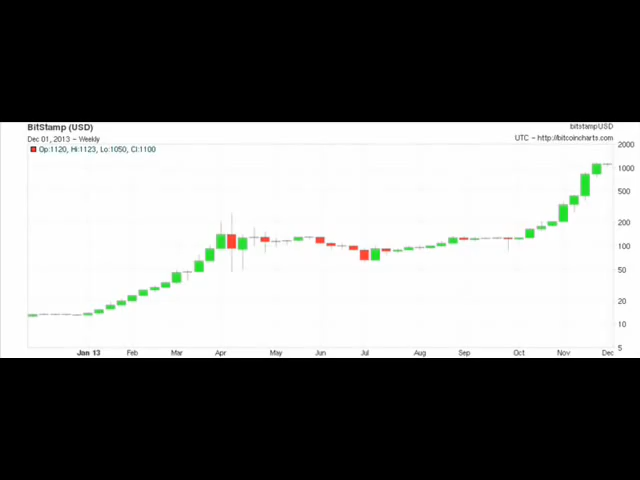 BitStamp (USD)
bitstampUSD
Dec 01, 2013 - Weekly
UTC - http://bitcoincharts.com
Op:1120, Hi:1123, Lo:1050, Cl:1100
2000
1000
500
200
100
50
20
10
5
Jan 13 Feb Mar Apr May Jun Jul Aug Sep Oct Nov Dec